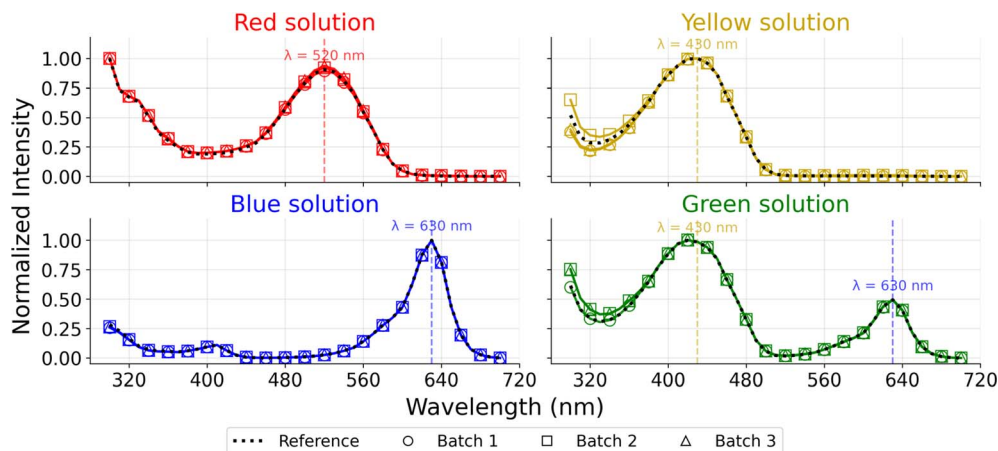 Red solution
Yellow solution
λ = 520 nm
λ = 430 nm
1.00
0.75
0.50
0.25
0.00
Blue solution
Green solution
λ = 630 nm
λ = 430 nm
λ = 630 nm
1.00
0.75
0.50
0.25
0.00
Normalized Intensity
320 400 480 560 640 720
320 400 480 560 640 720
Wavelength (nm)
Reference Batch 1 Batch 2 Batch 3